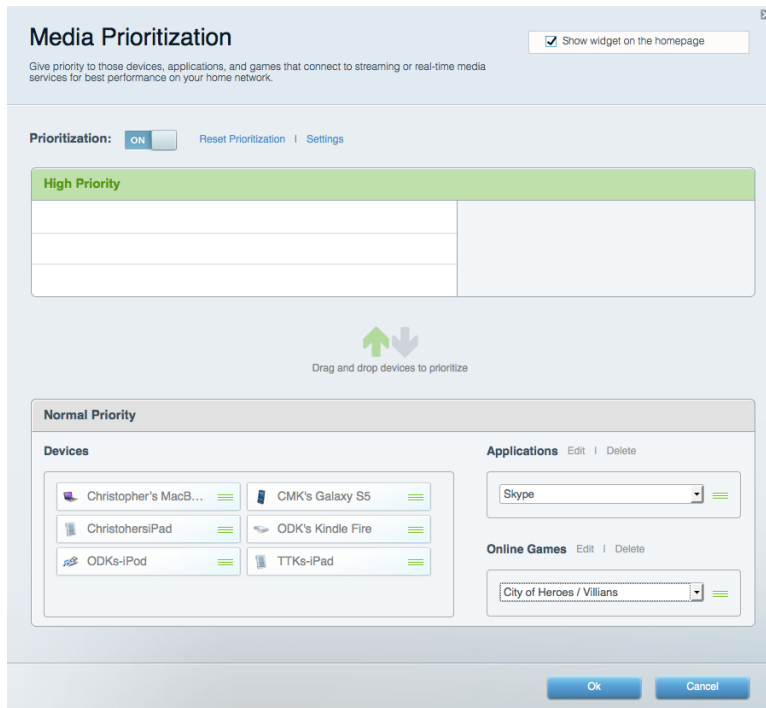 Media Prioritization
Show widget on the homepage
Give priority to those devices, applications, and games that connect to streaming or real-time media
services for best performance on your home network.
Prioritization: ON Reset Prioritization | Settings
High Priority
Drag and drop devices to prioritize
Normal Priority
Devices
Christopher's MacB...
CMK's Galaxy S5
ChristohersiPad
ODK's Kindle Fire
ODKs-iPod
TTKs-iPad
Applications Edit | Delete
Skype
Online Games Edit | Delete
City of Heroes / Villians
Ok
Cancel